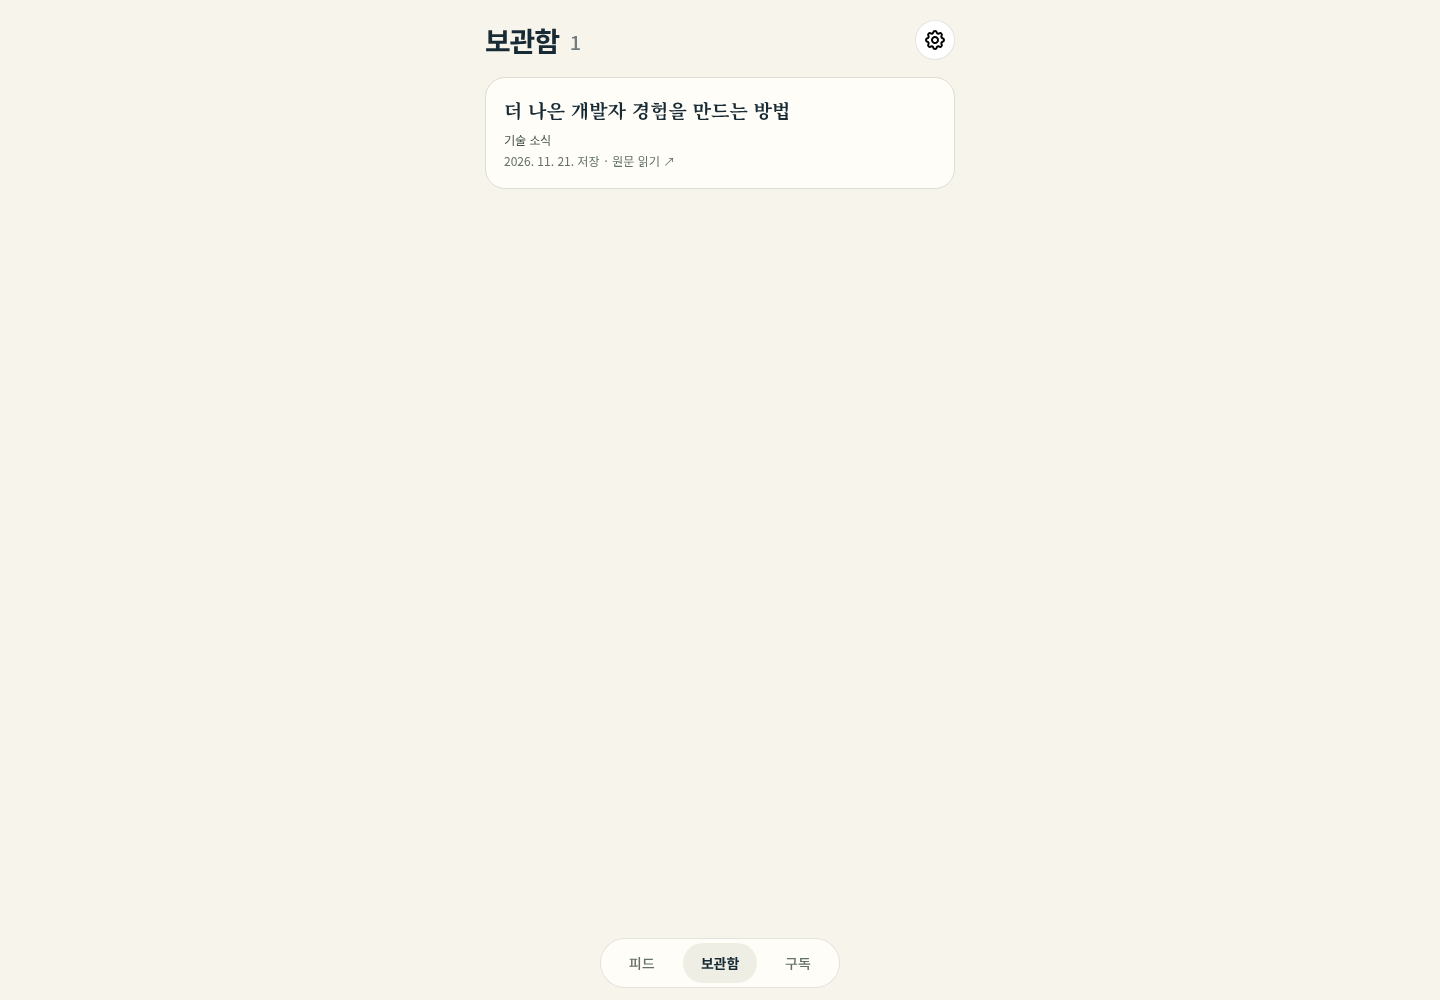 보관함 1
더 나은 개발자 경험을 만드는 방법
기술 소식
2026. 11. 21. 저장 · 원문 읽기 ↗
피드 보관함 구독